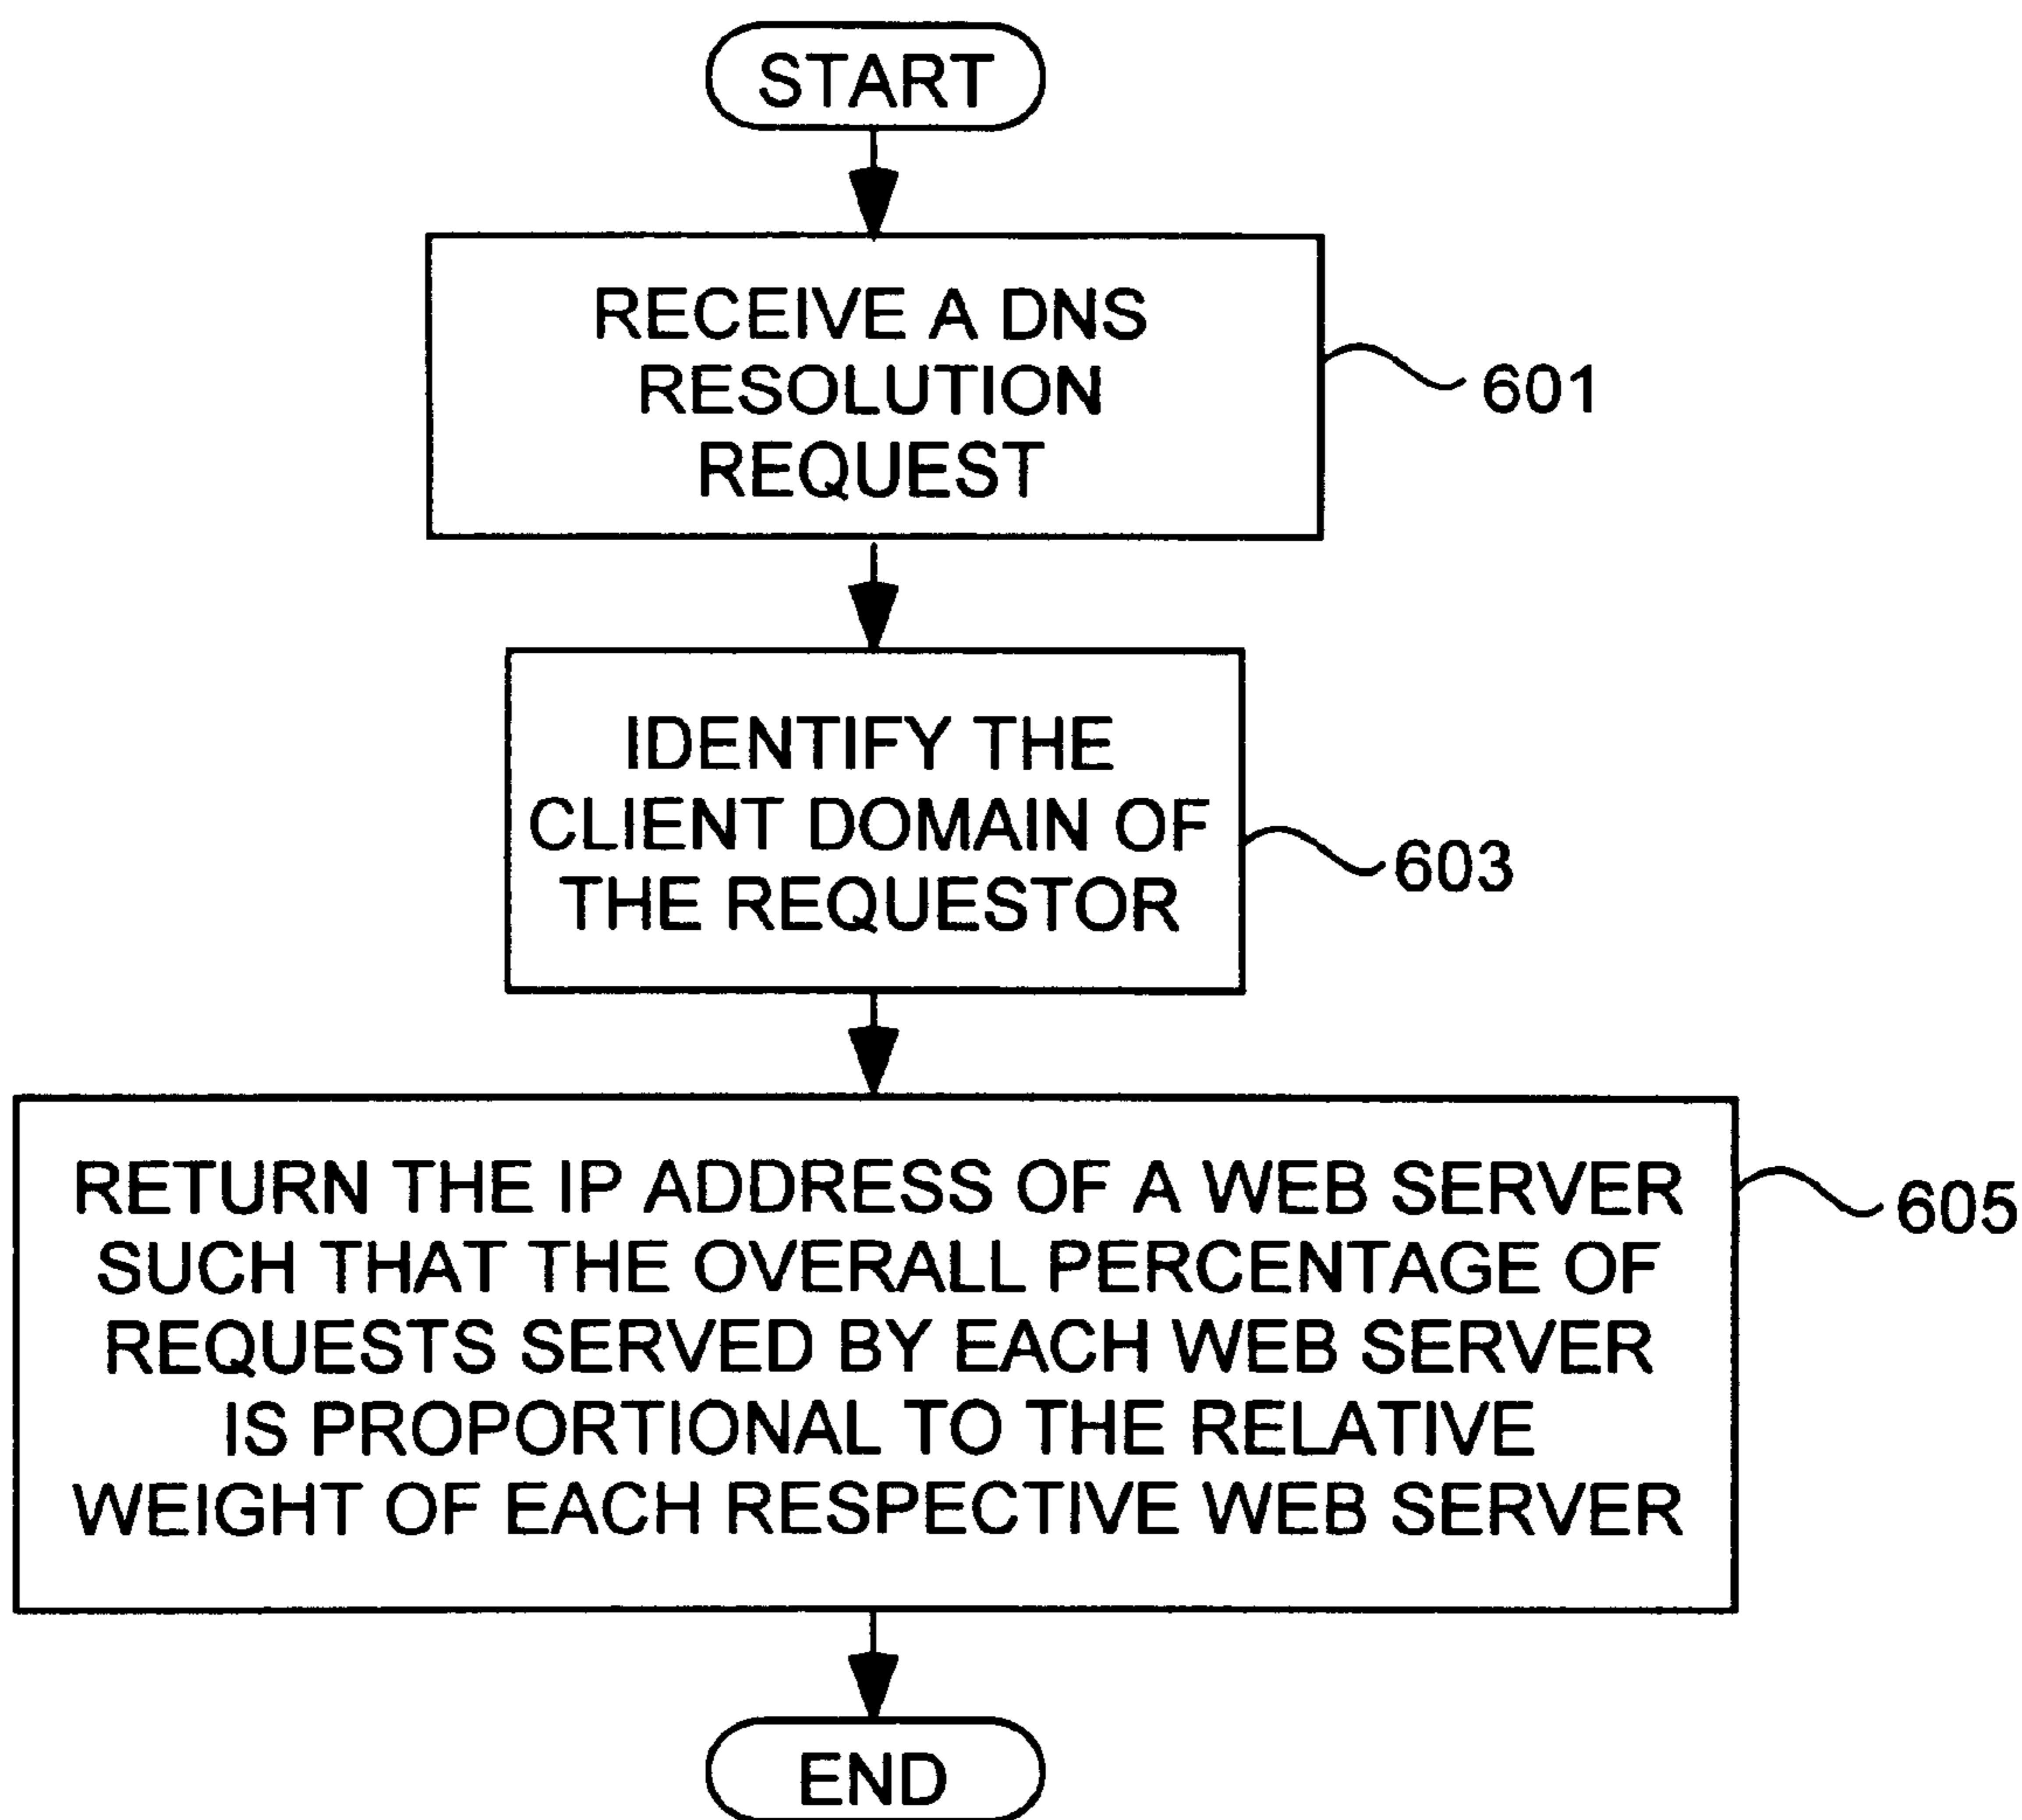 START
RECEIVE A DNS
RESOLUTION
REQUEST
601
IDENTIFY THE
CLIENT DOMAIN OF
THE REQUESTOR
603
RETURN THE IP ADDRESS OF A WEB SERVER
SUCH THAT THE OVERALL PERCENTAGE OF
REQUESTS SERVED BY EACH WEB SERVER
IS PROPORTIONAL TO THE RELATIVE
WEIGHT OF EACH RESPECTIVE WEB SERVER
605
END